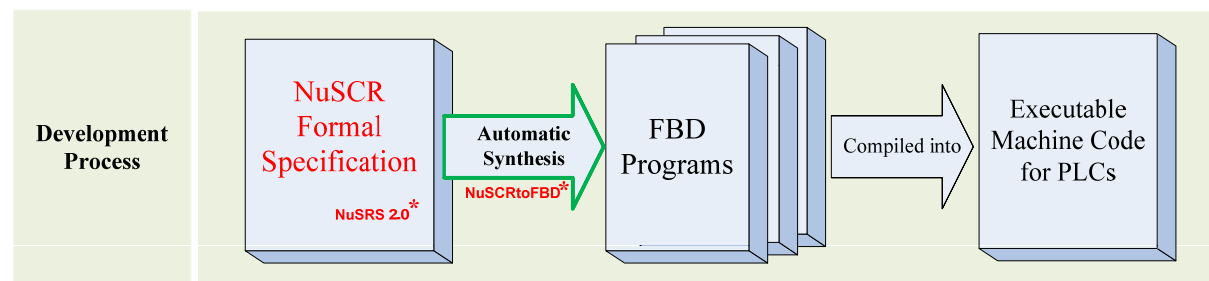 Development
Process
NuSCR
Formal
Specification
NuSRS 2.0*
Automatic
Synthesis
NuSCRtoFBD*
FBD
Programs
Compiled into
Executable
Machine Code
for PLCs